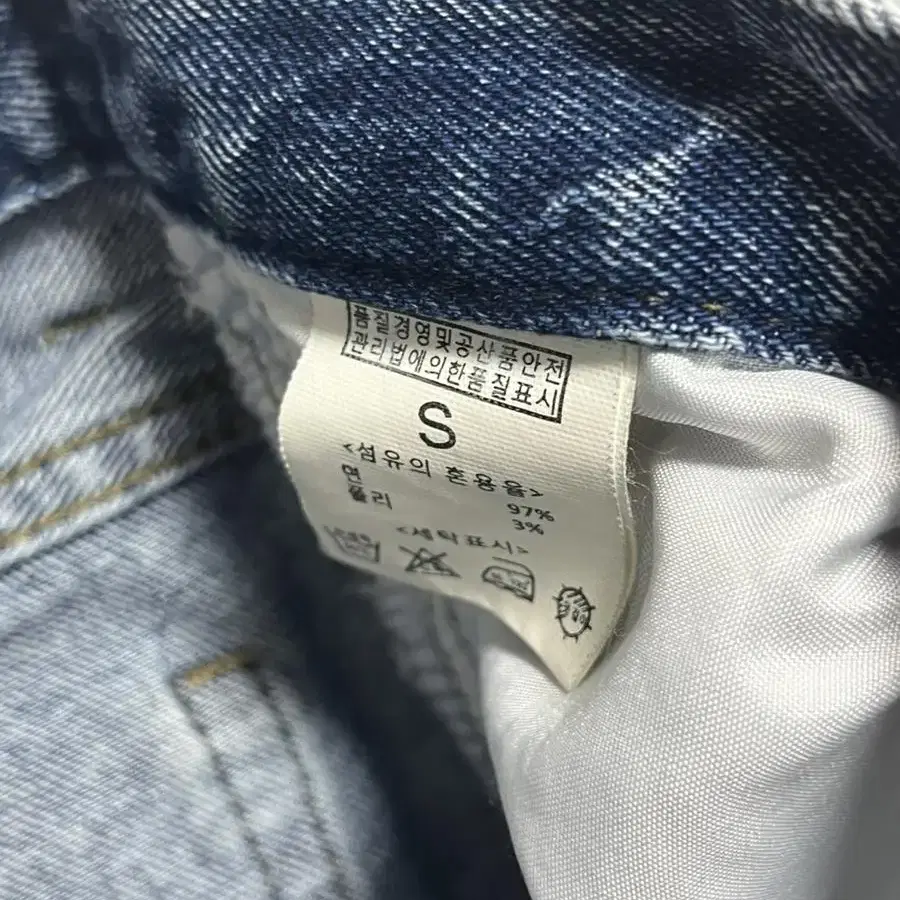 품질경영및공산품안전
관리법에의한품질표시
S
<섬유의 혼용율>
면 97%
폴리 3%
<세탁표시>